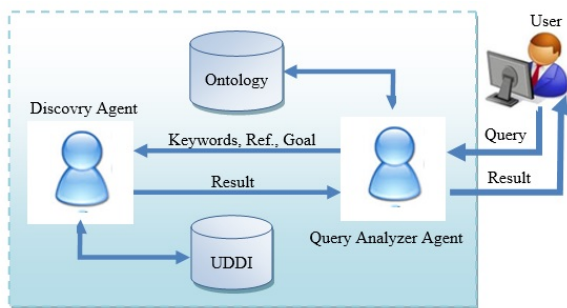 User
Ontology
Discovry Agent
Keywords, Ref., Goal
Query
Result
Result
Query Analyzer Agent
UDDI